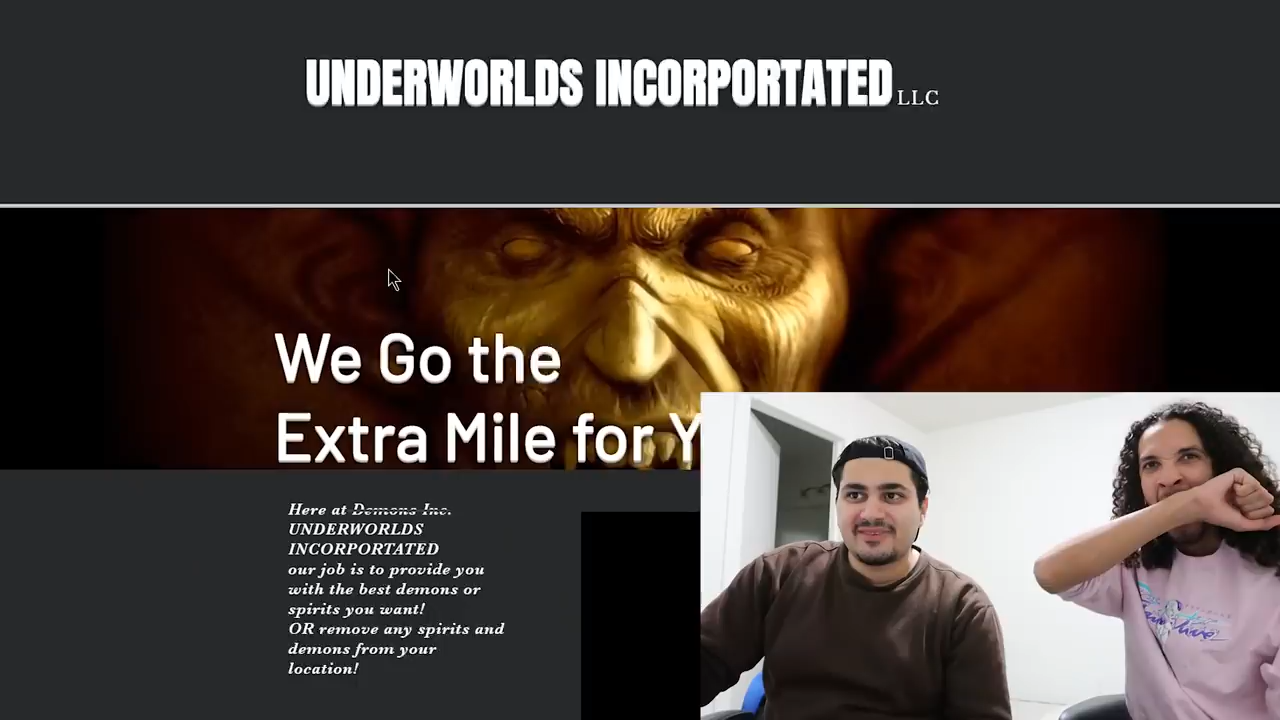 UNDERWORLDS INCORPORTATED LLC
We Go the
Extra Mile for Y
Here at Demons Inc.
UNDERWORLDS
INCORPORTATED
our job is to provide you
with the best demons or
spirits you want!
OR remove any spirits and
demons from your
location!